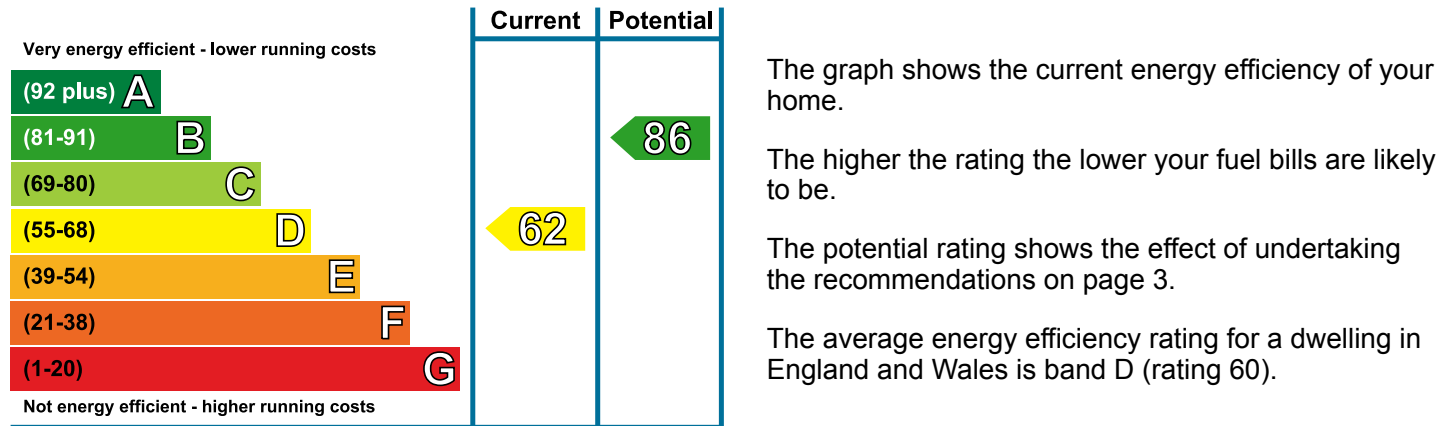 Current Potential
Very energy efficient - lower running costs
(92 plus) A
(81-91) B
86
(69-80) C
(55-68) D
62
(39-54) E
(21-38) F
(1-20) G
Not energy efficient - higher running costs
The graph shows the current energy efficiency of your
home.
The higher the rating the lower your fuel bills are likely
to be.
The potential rating shows the effect of undertaking
the recommendations on page 3.
The average energy efficiency rating for a dwelling in
England and Wales is band D (rating 60).